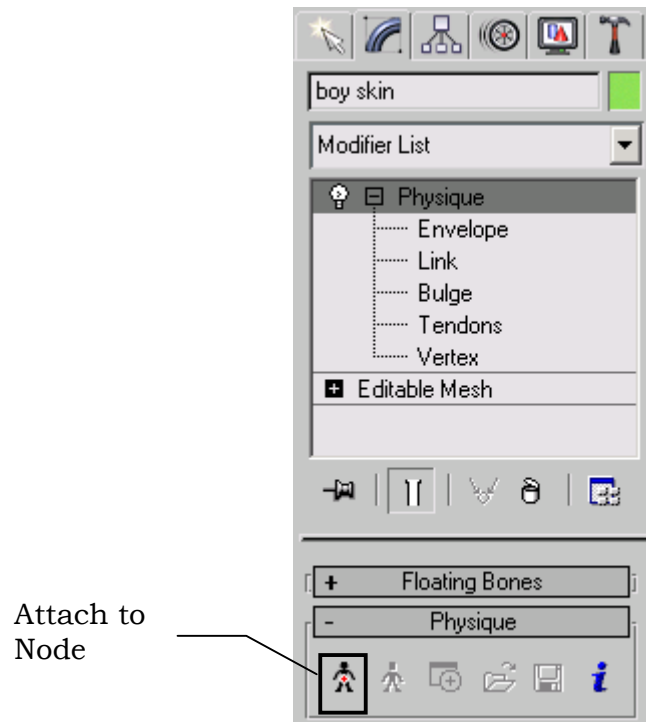 boy skin
Modifier List
Physique
Envelope
Link
Bulge
Tendons
Vertex
Editable Mesh
+ Floating Bones
- Physique
Attach to
Node